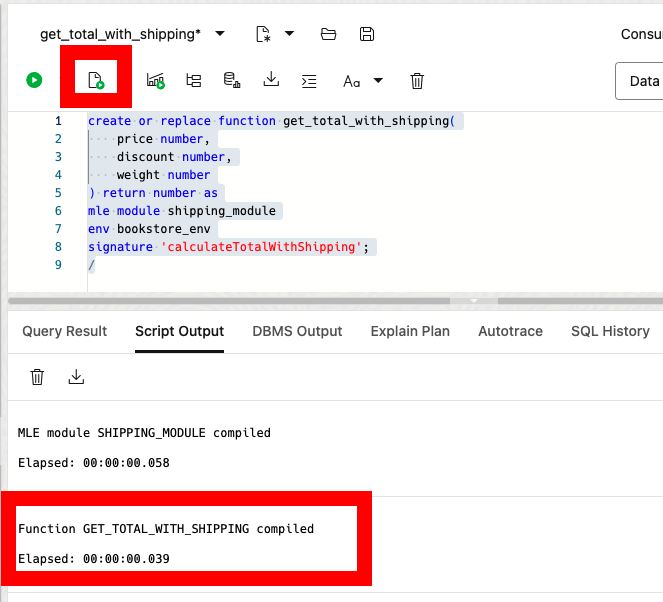 get_total_with_shipping*
Consu
Aa
Data
1 create or replace function get_total_with_shipping(
2 price number,
3 discount number,
4 weight number
5 ) return number as
6 mle module shipping_module
7 env bookstore_env
8 signature 'calculateTotalWithShipping';
9 /
Query Result Script Output DBMS Output Explain Plan Autotrace SQL History
MLE module SHIPPING_MODULE compiled
Elapsed: 00:00:00.058
Function GET_TOTAL_WITH_SHIPPING compiled
Elapsed: 00:00:00.039